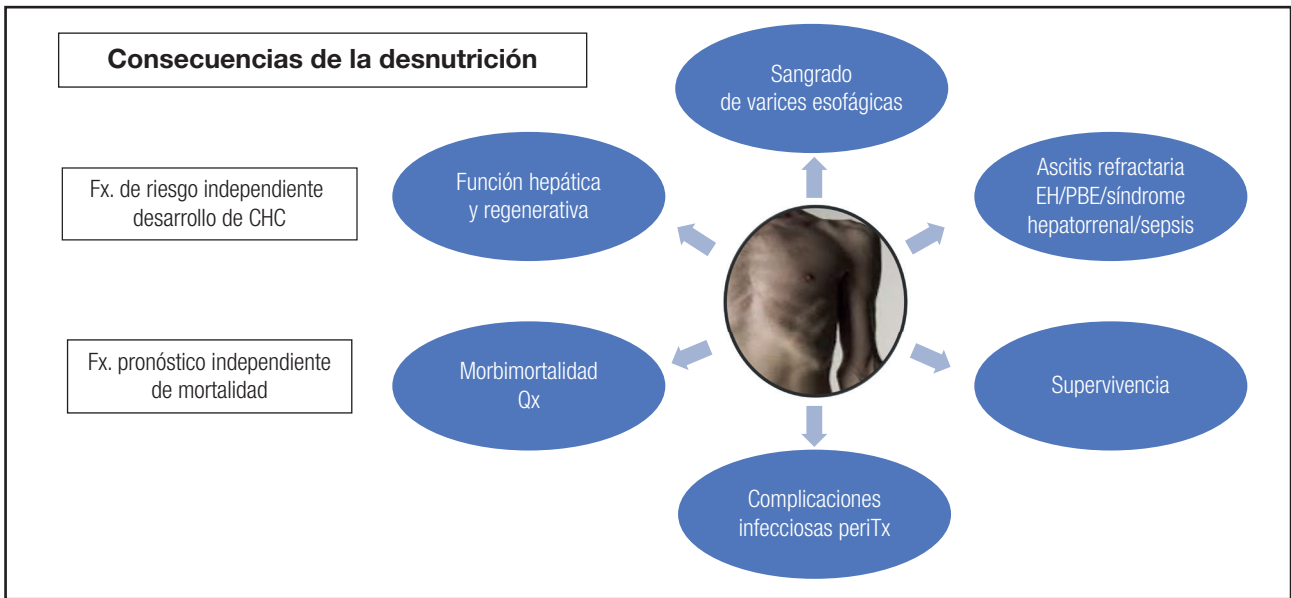 Consecuencias de la desnutrición
Sangrado
de varices esofágicas
Fx. de riesgo independiente
desarrollo de CHC
Función hepática
y regenerativa
Ascitis refractaria
EH/PBE/síndrome
hepatorrenal/sepsis
Fx. pronóstico independiente
de mortalidad
Morbimortalidad
Qx
Supervivencia
Complicaciones
infecciosas periTx